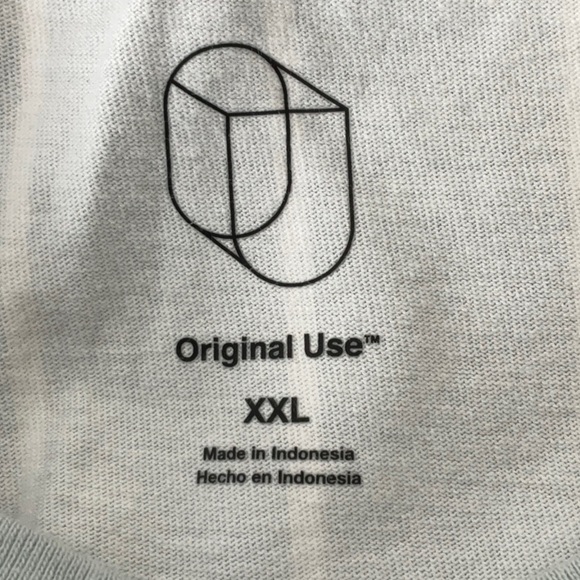 Original Use™
XXL
Made in Indonesia
Hecho en Indonesia